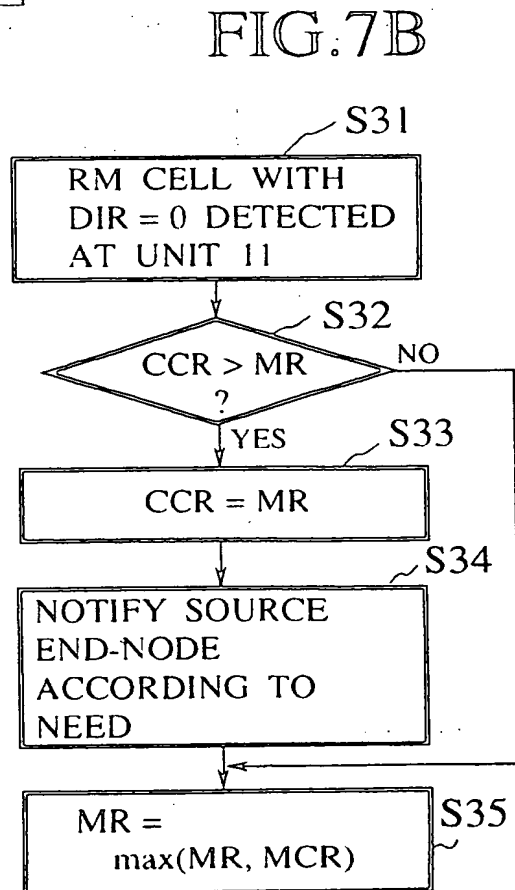 FIG.7B
S31
RM CELL WITH
DIR = 0 DETECTED
AT UNIT 11
S32
CCR > MR
?
NO
YES
S33
CCR = MR
S34
NOTIFY SOURCE
END-NODE
ACCORDING TO
NEED
MR =
max(MR, MCR)
S35